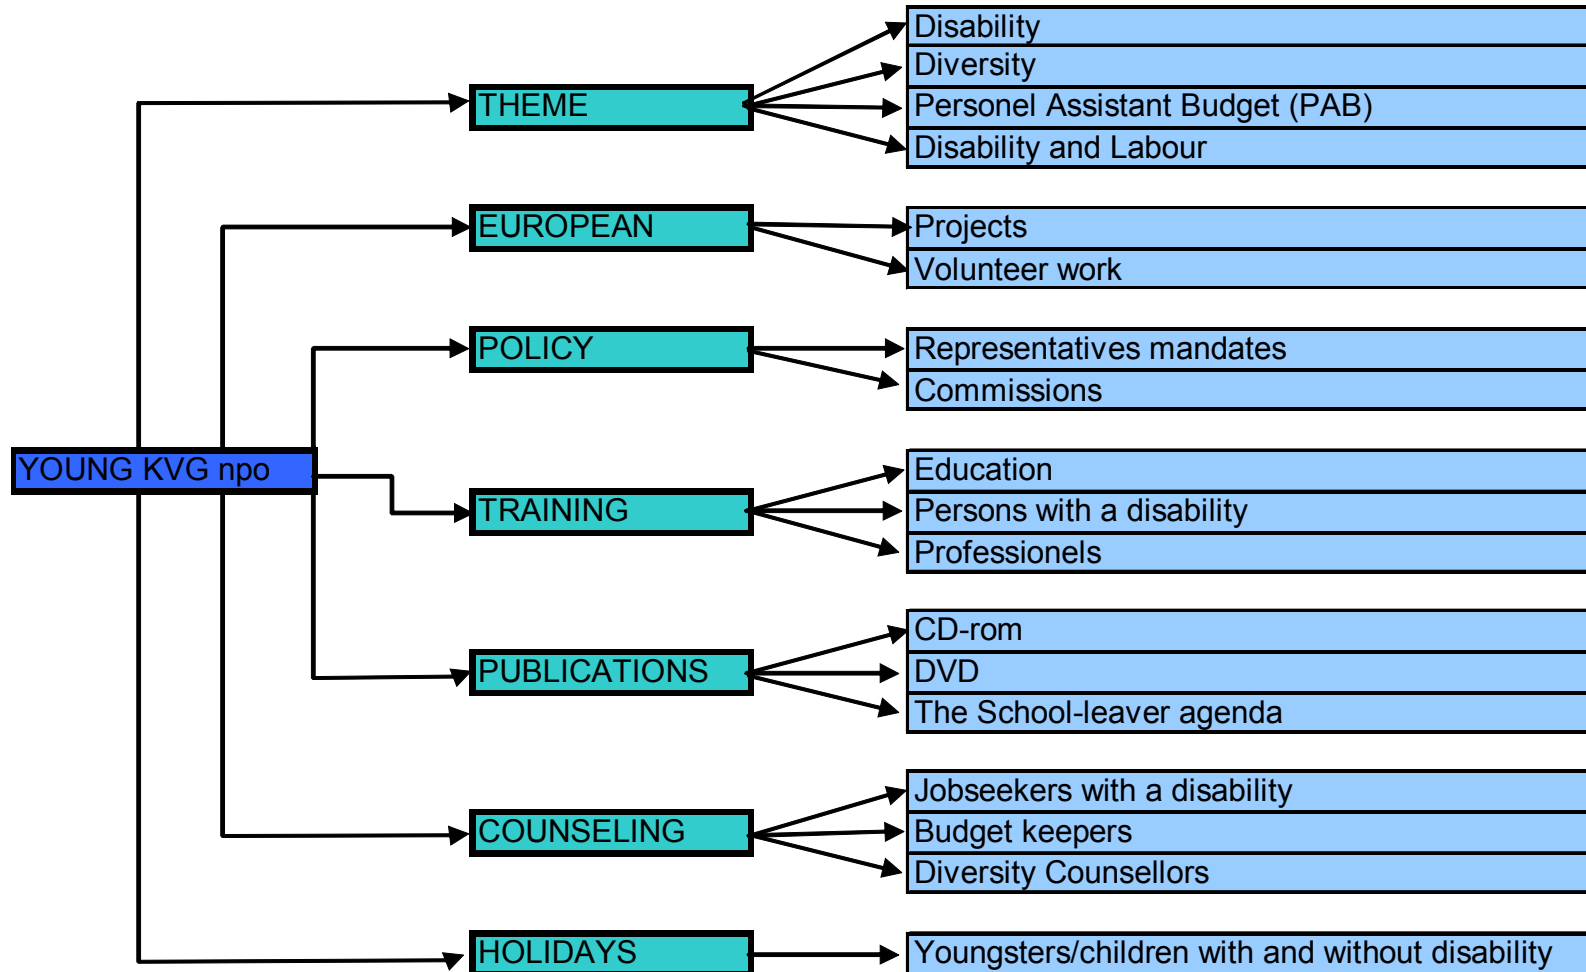 Disability
Diversity
THEME
Personel Assistant Budget (PAB)
Disability and Labour
EUROPEAN
Projects
Volunteer work
POLICY
Representatives mandates
Commissions
YOUNG KVG npo
Education
TRAINING
Persons with a disability
Professionels
CD-rom
PUBLICATIONS
DVD
The School-leaver agenda
Jobseekers with a disability
COUNSELING
Budget keepers
Diversity Counsellors
HOLIDAYS
Youngsters/children with and without disability